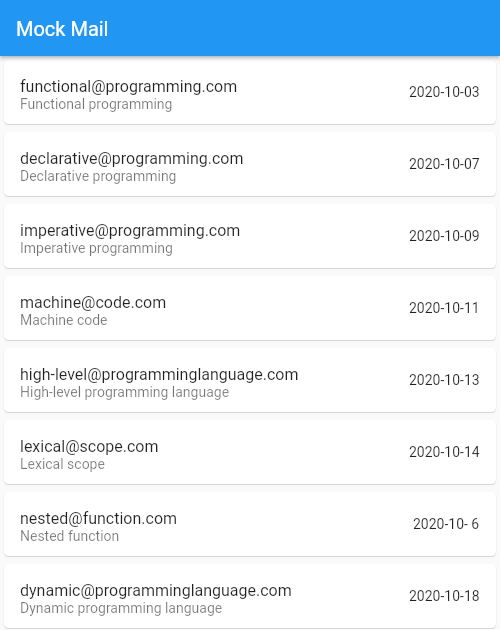 Mock Mail
functional@programming.com
2020-10-03
Functional programming
declarative@programming.com
2020-10-07
Declarative programming
imperative@programming.com
2020-10-09
Imperative programming
machine@code.com
2020-10-11
Machine code
high-level@programminglanguage.com
2020-10-13
High-level programming language
lexical@scope.com
2020-10-14
Lexical scope
nested@function.com
2020-10- 6
Nested function
dynamic@programminglanguage.com
2020-10-18
Dynamic programming language